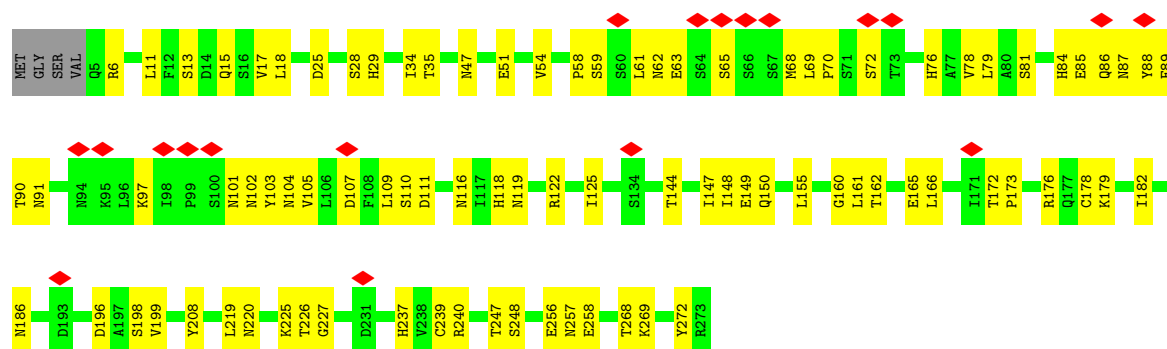 MET GLY SER VAL Q5 R6 L11 F12 S13 D14 Q15 S16 V17 L18 D25 S28 H29 I34 T35 N47 E51 V54 P58 S59 S60 L61 N62 E63 S64 S65 S66 S67 M68 L69 P70 S71 S72 T73 H76 A77 V78 L79 A80 S81 H84 E85 Q86 N87 Y88 E89
T90 N91 N94 K95 L96 K97 I98 P99 S100 N101 N102 Y103 N104 V105 L106 D107 F108 L109 S110 D111 N116 I117 H118 N119 R122 I125 S134 T144 I147 I148 E149 Q150 L155 G160 L161 T162 E165 L166 I171 T172 P173 R176 Q177 C178 K179 I182
N186 D193 D196 A197 S198 V199 Y208 L219 N220 K225 T226 G227 D231 H237 V238 C239 R240 T247 S248 E256 N257 E258 T268 K269 Y272 R273